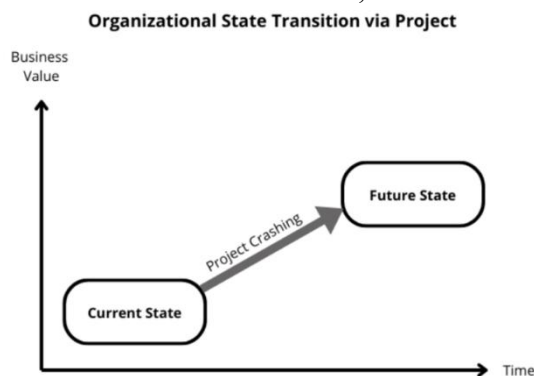 Organizational State Transition via Project
Business
Value
Future State
Project Crashing
Current State
Time